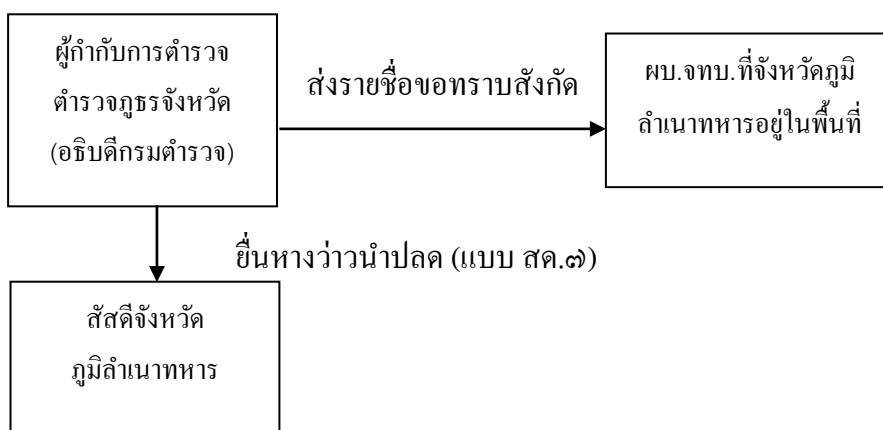 ผู้กำกับการตำรวจ
ตำรวจภูธรจังหวัด
(อธิบดีกรมตำรวจ)
ส่งรายชื่อขอทราบสังกัด
ผบ.จทบ.ที่จังหวัดภูมิ
ลำเนาทหารอยู่ในพื้นที่
ยื่นหางว่าวนำปลด (แบบ สด.๗)
สัสดีจังหวัด
ภูมิลำเนาทหาร